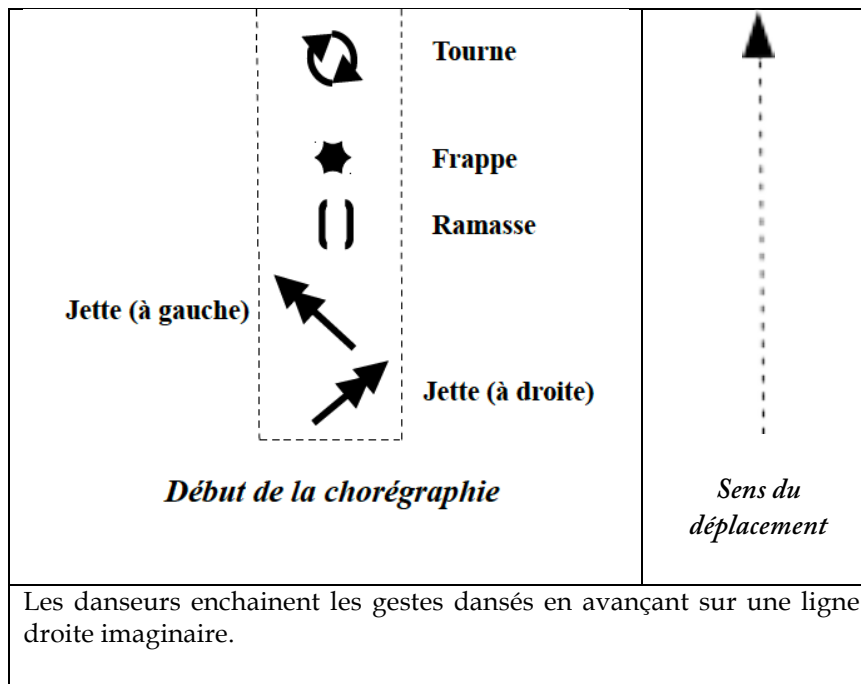 Tourne
Frappe
Ramasse
Jette (à gauche)
Jette (à droite)
Début de la chorégraphie
Sens du
déplacement
Les danseurs enchainent les gestes dansés en avançant sur une ligne
droite imaginaire.